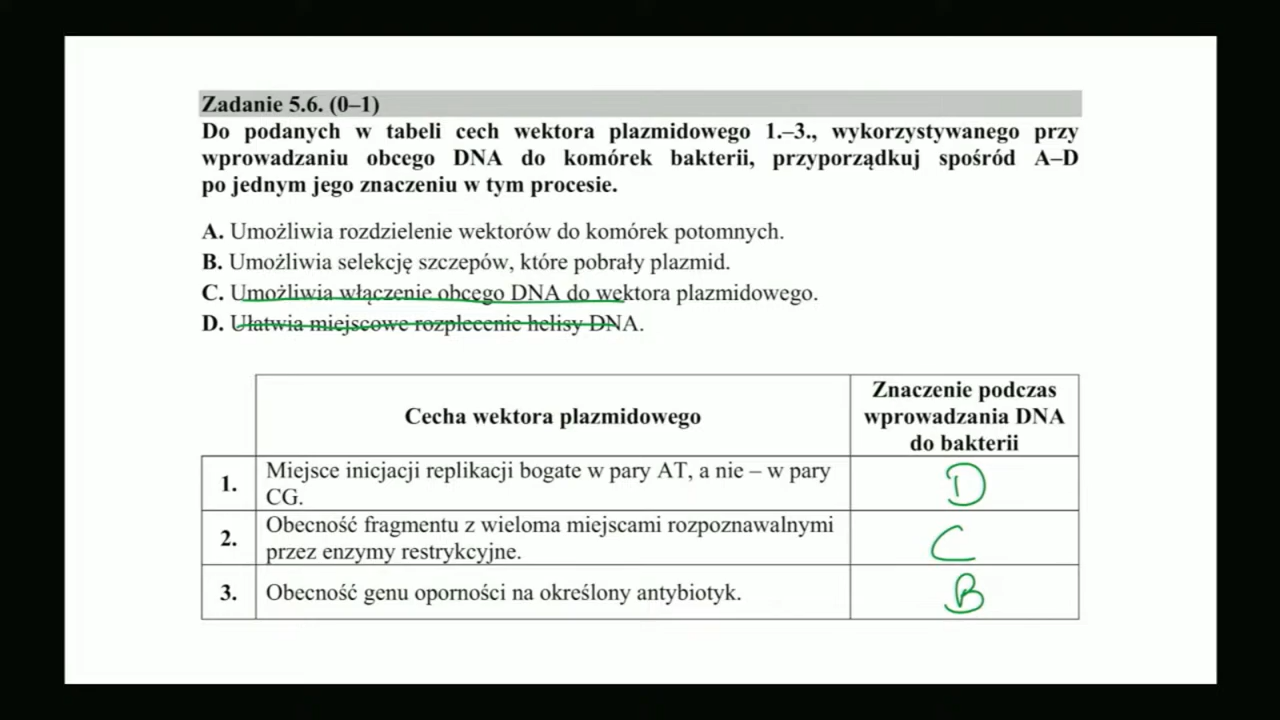 Zadanie 5.6. (0–1)
Do podanych w tabeli cech wektora plazmidowego 1.–3., wykorzystywanego przy
wprowadzaniu obcego DNA do komórek bakterii, przyporządkuj spośród A–D
po jednym jego znaczeniu w tym procesie.
A. Umożliwia rozdzielenie wektorów do komórek potomnych.
B. Umożliwia selekcję szczepów, które pobrały plazmid.
C. Umożliwia włączenie obcego DNA do wektora plazmidowego.
D. Ułatwia miejscowe rozplecenie helisy DNA.
Cecha wektora plazmidowego
Znaczenie podczas
wprowadzania DNA
do bakterii
1. Miejsce inicjacji replikacji bogate w pary AT, a nie – w pary
CG.
D
2. Obecność fragmentu z wieloma miejscami rozpoznawalnymi
przez enzymy restrykcyjne.
C
3. Obecność genu oporności na określony antybiotyk.
B